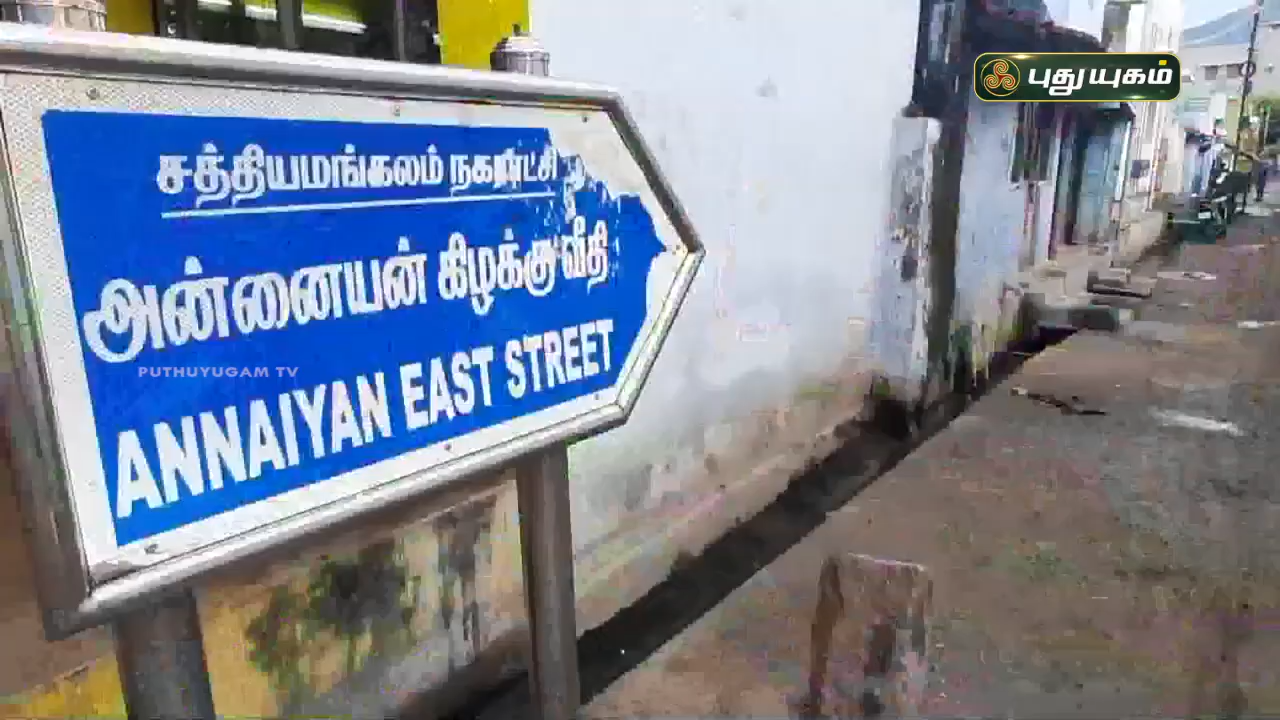 புதுயுகம்
சத்தியமங்கலம் நகராட்சி
அன்னையன் கிழக்கு வீதி
PUTHUYUGAM TV
ANNAIYAN EAST STREET